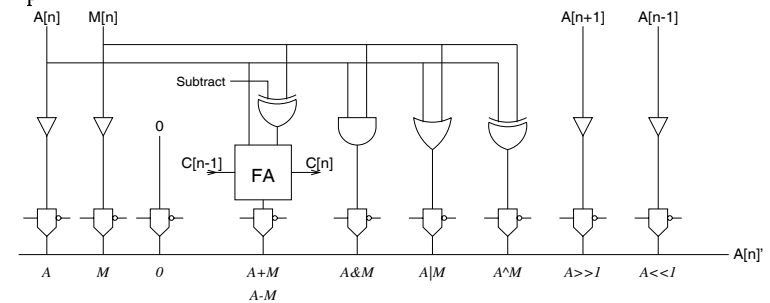 A[n] M[n] A[n+1] A[n-1]
Subtract
0
C[n-1] FA C[n]
A[n]'
A M 0 A+M A&M A|M A^M A>>1 A<<1
A-M